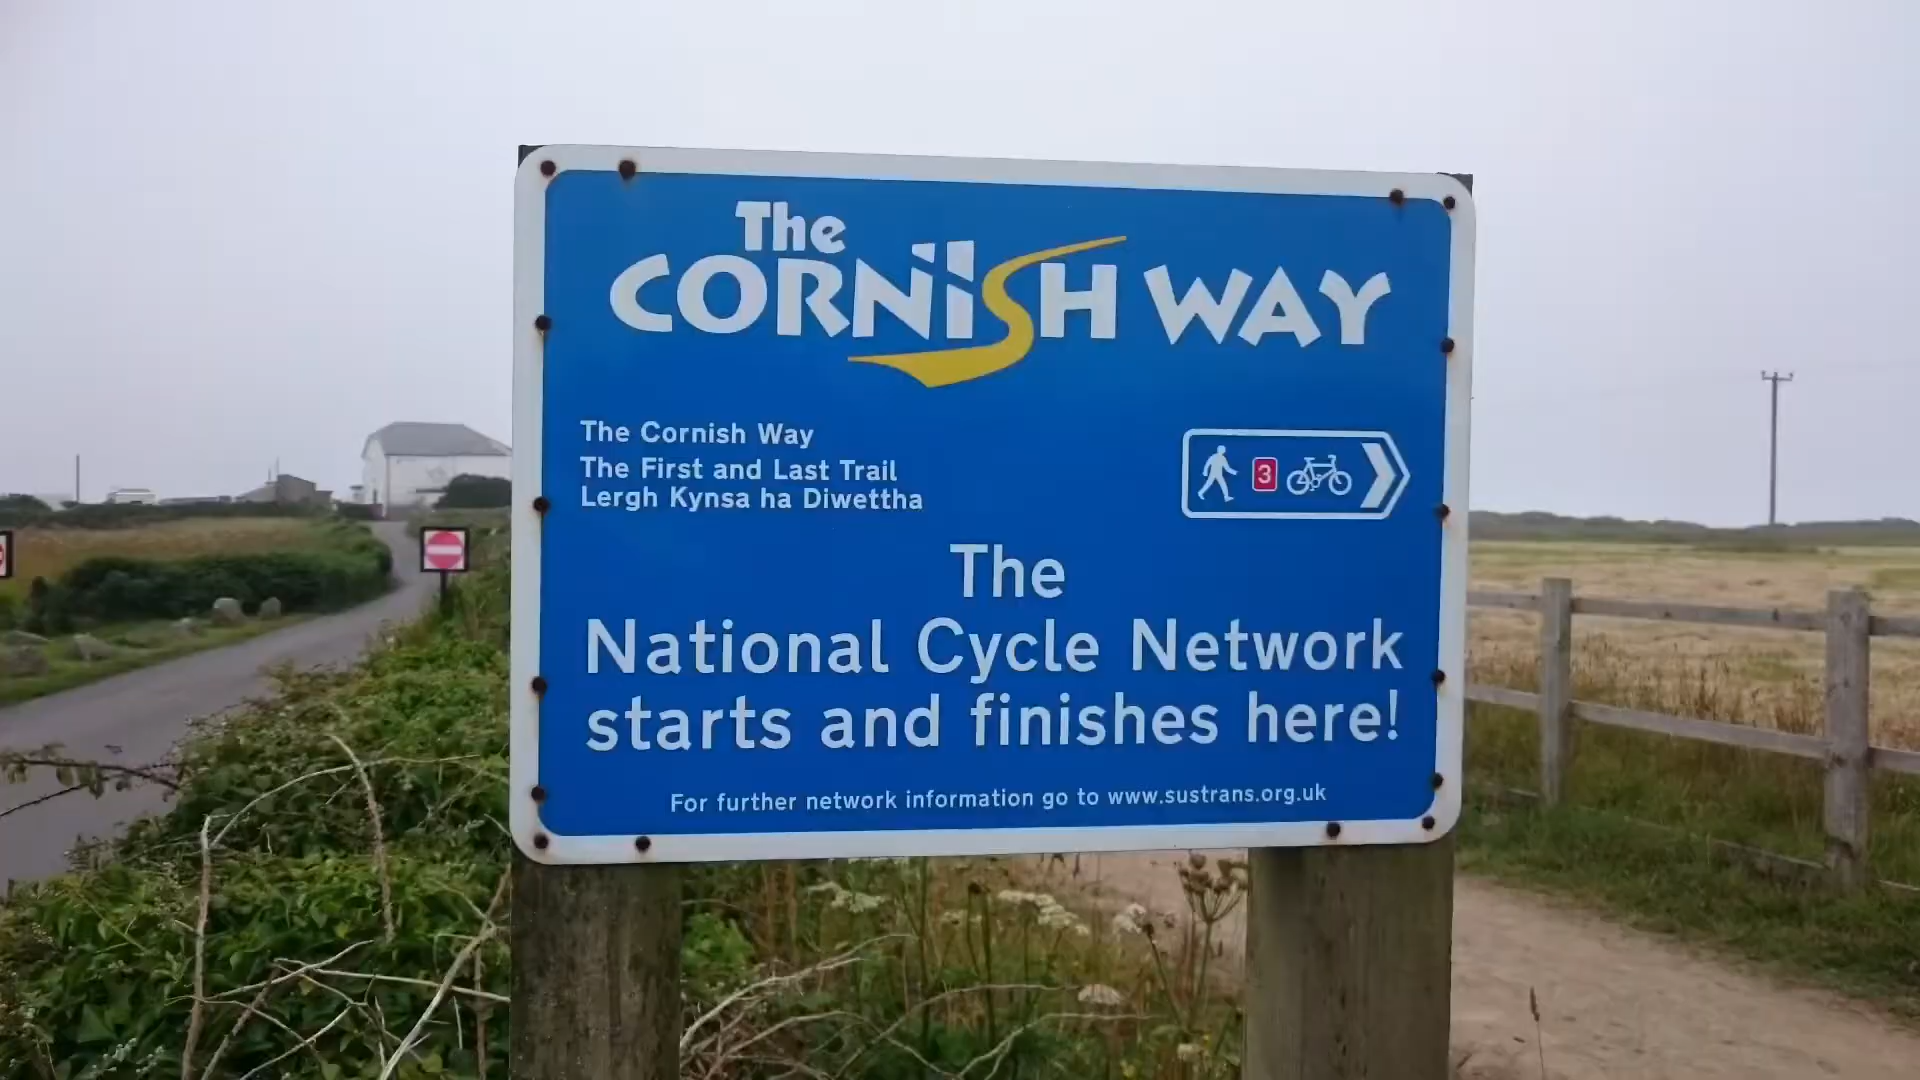 The
CORNiSH WAY
The Cornish Way
The First and Last Trail
Lergh Kynsa ha Diwettha
3
The
National Cycle Network
starts and finishes here!
For further network information go to www.sustrans.org.uk